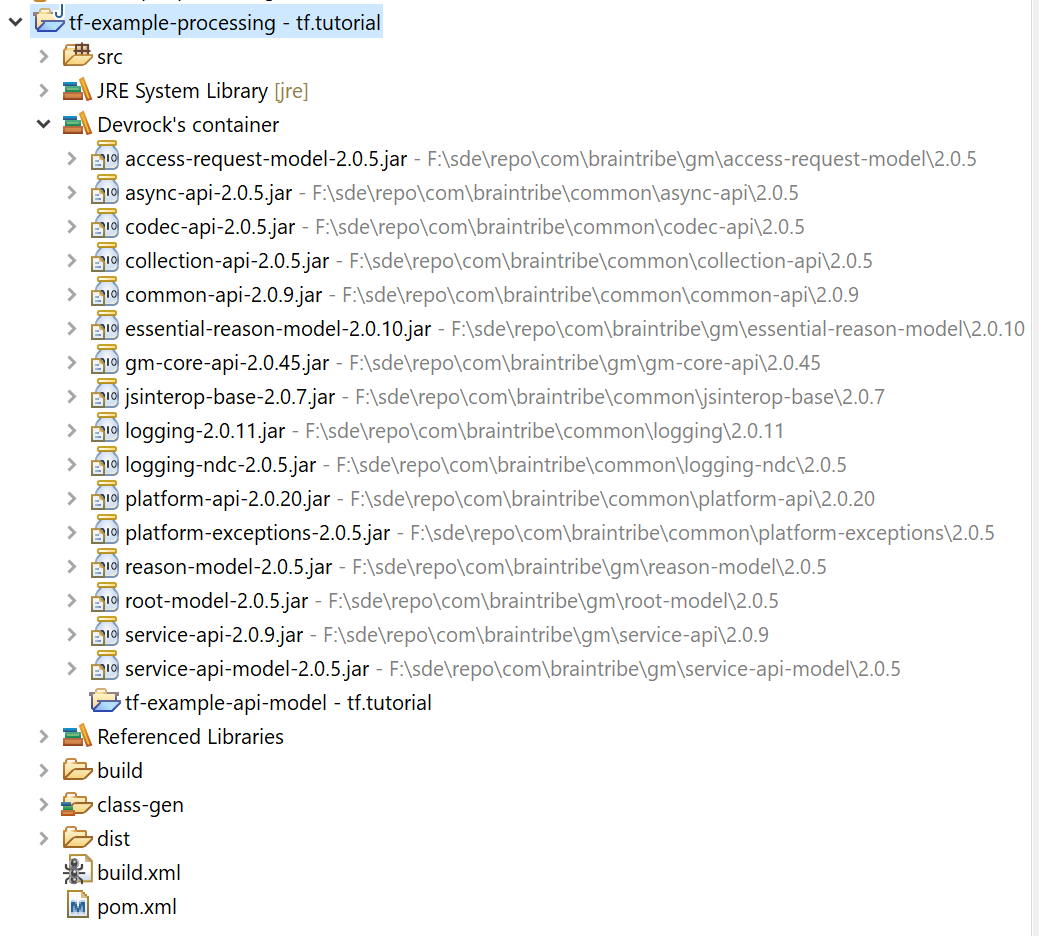 tf-example-processing - tf.tutorial
src
JRE System Library [jre]
Devrock's container
access-request-model-2.0.5.jar - F:\sde\repo\com\braintribe\gm\access-request-model\2.0.5
async-api-2.0.5.jar - F:\sde\repo\com\braintribe\common\async-api\2.0.5
codec-api-2.0.5.jar - F:\sde\repo\com\braintribe\common\codec-api\2.0.5
collection-api-2.0.5.jar - F:\sde\repo\com\braintribe\common\collection-api\2.0.5
common-api-2.0.9.jar - F:\sde\repo\com\braintribe\common\common-api\2.0.9
essential-reason-model-2.0.10.jar - F:\sde\repo\com\braintribe\gm\essential-reason-model\2.0.10
gm-core-api-2.0.45.jar - F:\sde\repo\com\braintribe\gm\gm-core-api\2.0.45
jsinterop-base-2.0.7.jar - F:\sde\repo\com\braintribe\common\jsinterop-base\2.0.7
logging-2.0.11.jar - F:\sde\repo\com\braintribe\common\logging\2.0.11
logging-ndc-2.0.5.jar - F:\sde\repo\com\braintribe\common\logging-ndc\2.0.5
platform-api-2.0.20.jar - F:\sde\repo\com\braintribe\common\platform-api\2.0.20
platform-exceptions-2.0.5.jar - F:\sde\repo\com\braintribe\common\platform-exceptions\2.0.5
reason-model-2.0.5.jar - F:\sde\repo\com\braintribe\gm\reason-model\2.0.5
root-model-2.0.5.jar - F:\sde\repo\com\braintribe\gm\root-model\2.0.5
service-api-2.0.9.jar - F:\sde\repo\com\braintribe\gm\service-api\2.0.9
service-api-model-2.0.5.jar - F:\sde\repo\com\braintribe\gm\service-api-model\2.0.5
tf-example-api-model - tf.tutorial
Referenced Libraries
build
class-gen
dist
build.xml
pom.xml